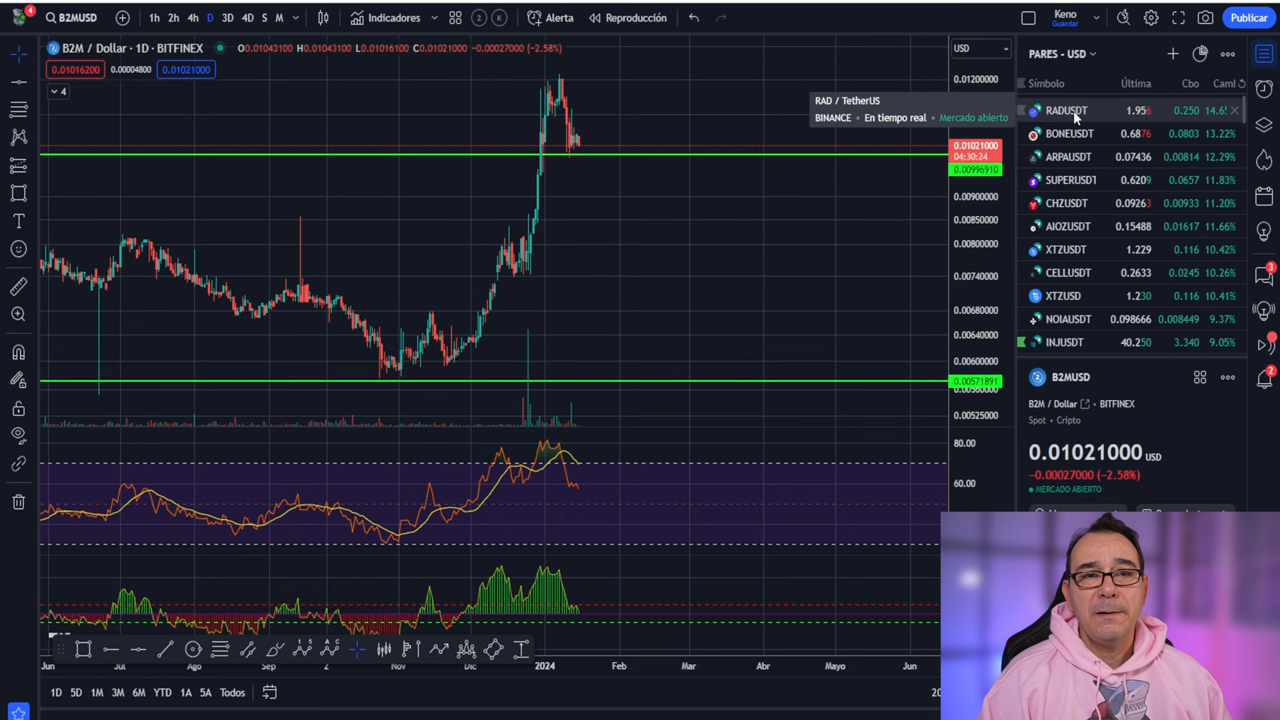 4
B2MUSD
1h 2h 4h D 3D 4D S M
Indicadores
2 K
Alerta
Reproducción
Keno
Guardar
Publicar
B2M / Dollar · 1D · BITFINEX
O0.01043100 H0.01043100 L0.01016100 C0.01021000 −0.00027000 (−2.58%)
0.01016200 0.00004800 0.01021000
4
USD
0.01200000
0.01021000
04:30:24
0.00996910
0.00900000
0.00850000
0.00800000
0.00740000
0.00680000
0.00640000
0.00600000
0.00571891
0.00525000
80.00
60.00
RAD / TetherUS
BINANCE • En tiempo real • Mercado abierto
PARES - USD
Símbolo Última Cbo
RADUSDT 1.956 0.250
BONEUSDT 0.6876 0.0803 13.22%
ARPAUSDT 0.07436 0.00814 12.29%
SUPERUSDT 0.6209 0.0657 11.83%
CHZUSDT 0.09263 0.00933 11.20%
AIOZUSDT 0.15488 0.01617 11.66%
XTZUSDT 1.229 0.116 10.42%
CELLUSDT 0.2633 0.0245 10.26%
XTZUSD 1.230 0.116 10.41%
NOIAUSDT 0.098666 0.008449 9.37%
INJUSDT 40.250 3.340 9.05%
3
2
B2MUSD
B2M / Dollar • BITFINEX
Spot • Cripto
0.01021000 USD
−0.00027000 (−2.58%)
MERCADO ABIERTO
Jun Jul Ago Sep 2 Nov 2024 Feb Mar Abr Mayo Jun
1D 5D 1M 3M 6M YTD 1A 5A Todos